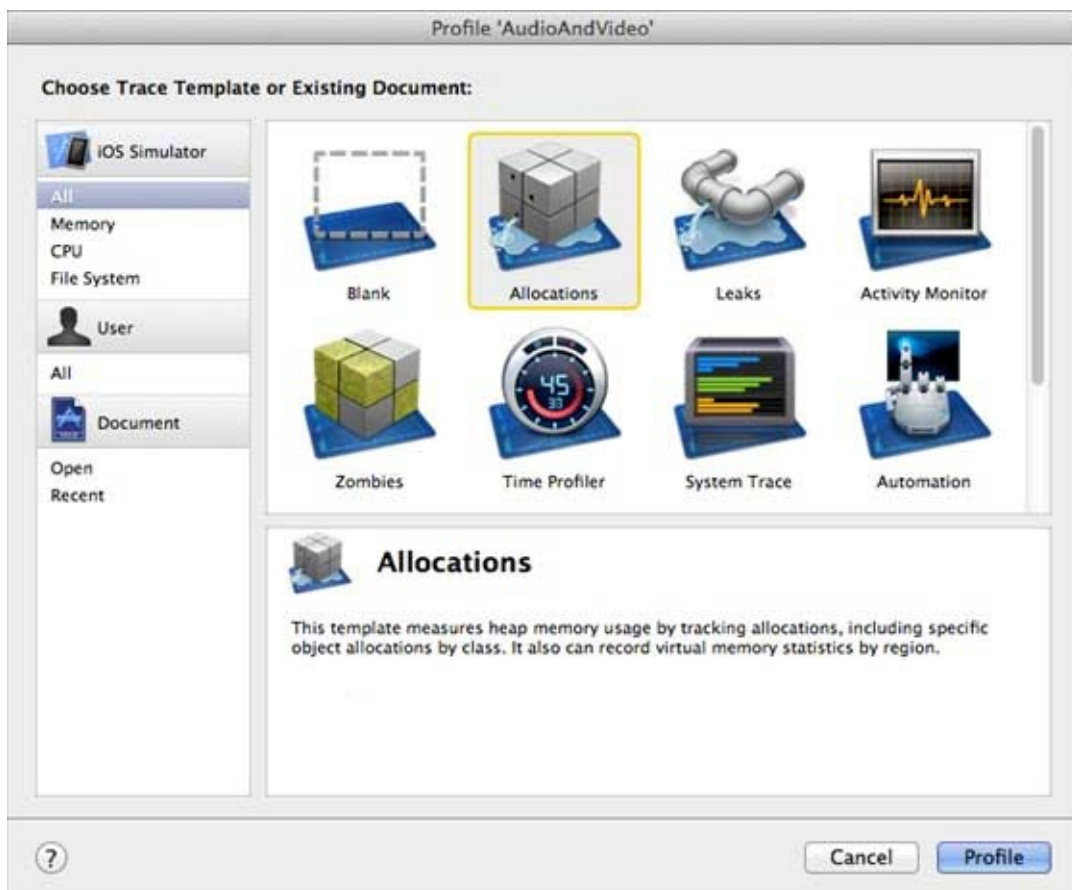 Profile 'AudioAndVideo'
Choose Trace Template or Existing Document:
iOS Simulator
All
Memory
CPU
File System
User
All
Document
Open
Recent
Blank
Allocations
Leaks
Activity Monitor
45
33
Zombies
Time Profiler
System Trace
Automation
Allocations
This template measures heap memory usage by tracking allocations, including specific
object allocations by class. It also can record virtual memory statistics by region.
?
Cancel
Profile